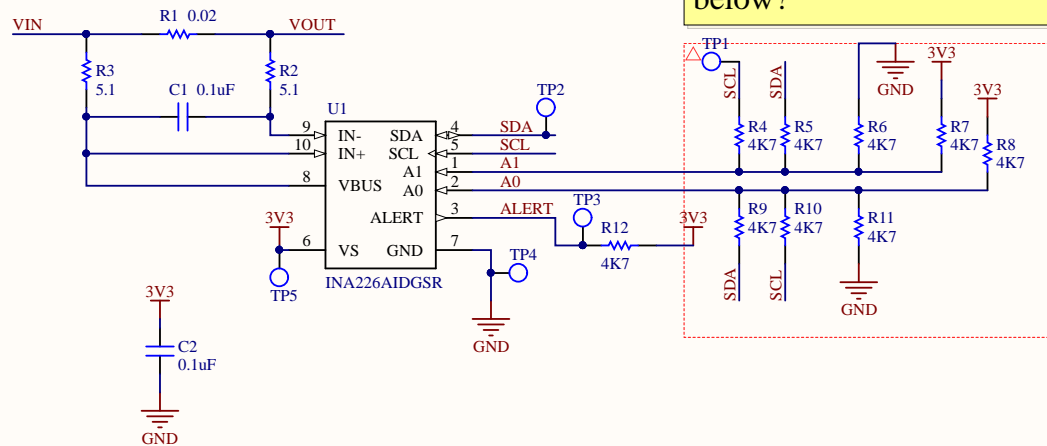 below?
VIN
R1 0.02
VOUT
R3
5.1
R2
5.1
C1 0.1uF
U1
9 IN-
10 IN+
8 VBUS
6 VS
SDA 4 SDA
SCL 5 SCL
A1 1 A1
A0 2 A0
ALERT 3 ALERT
GND 7
INA226AIDGSR
3V3
TP5
TP2
TP3
R12
4K7
3V3
TP4
GND
TP1
SCL
SDA
GND
3V3
3V3
R4
4K7
R5
4K7
R6
4K7
R7
4K7
R8
4K7
R9
4K7
R10
4K7
R11
4K7
SDA
SCL
GND
3V3
C2
0.1uF
GND